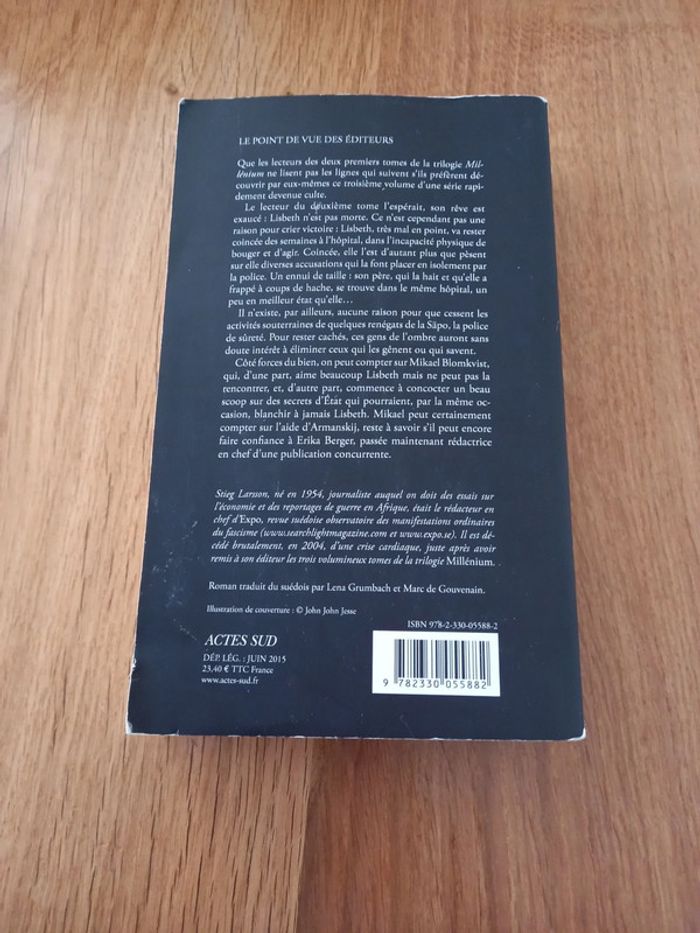 LE POINT DE VUE DES ÉDITEURS
Que les lecteurs des deux premiers tomes de la trilogie Mil-
lénium ne lisent pas les lignes qui suivent s'ils préfèrent dé-
couvrir par eux-mêmes ce troisième volume d'une série rapi-
dement devenue culte.
Le lecteur du deuxième tome l'espérait, son rêve est
exaucé : Lisbeth n'est pas morte. Ce n'est cependant pas une
raison pour crier victoire : Lisbeth, très mal en point, va rester
coincée des semaines à l'hôpital, dans l'incapacité physique de
bouger et d'agir. Coincée, elle l'est d'autant plus que pèsent
sur elle diverses accusations qui la font placer en isolement par
la police. Un ennui de taille : son père, qui la hait et qu'elle a
frappé à coups de hache, se trouve dans le même hôpital, un
peu en meilleur état qu'elle...
Il n'existe, par ailleurs, aucune raison pour que cessent les
activités souterraines de quelques renégats de la Säpo, la police
de sûreté. Pour rester cachés, ces gens de l'ombre auront sans
doute intérêt à éliminer ceux qui les gênent ou qui savent.
Côté forces du bien, on peut compter sur Mikael Blomkvist,
qui, d'une part, aime beaucoup Lisbeth mais ne peut pas la
rencontrer, et, d'autre part, commence à concocter un beau
scoop sur des secrets d'État qui pourraient, par la même oc-
casion, blanchir à jamais Lisbeth. Mikael peut certainement
compter sur l'aide d'Armanskij, reste à savoir s'il peut encore
faire confiance à Erika Berger, passée maintenant rédactrice
en chef d'une publication concurrente.
Stieg Larsson, né en 1954, journaliste auquel on doit des essais sur
l'économie et des reportages de guerre en Afrique, était le rédacteur en
chef d'Expo, revue suédoise observatoire des manifestations ordinaires
du fascisme (www.searchlightmagazine.com et www.expo.se). Il est dé-
cédé brutalement, en 2004, d'une crise cardiaque, juste après avoir
remis à son éditeur les trois volumineux tomes de la trilogie Millénium.
Roman traduit du suédois par Lena Grumbach et Marc de Gouvenain.
Illustration de couverture : © John John Jesse
ISBN 978-2-330-05588-2
ACTES SUD
DÉP. LÉG. : JUIN 2015
23,40 € TTC France
www.actes-sud.fr
9 782330 055882